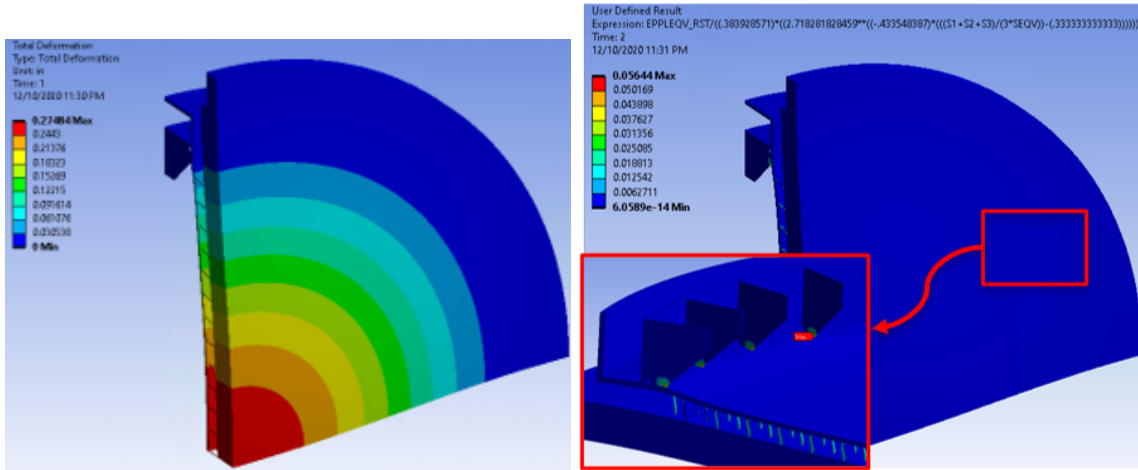 Total Deformation
Type: Total Deformation
Unit: in
Time: 1
12/10/2020 11:30 PM
0.27484 Max
0.2443
0.21376
0.18323
0.15269
0.12215
0.091614
0.061076
0.030538
0 Min
User Defined Result
Expression: EPPLEQV_RST/((.383928571)*((2.718281828459**((-.433548387)*(((S1+S2+S3)/(3*SEQV))-(.333333333333))))))
Time: 2
12/10/2020 11:31 PM
0.05644 Max
0.050169
0.043898
0.037627
0.031356
0.025085
0.018813
0.012542
0.0062711
6.0589e-14 Min
Max